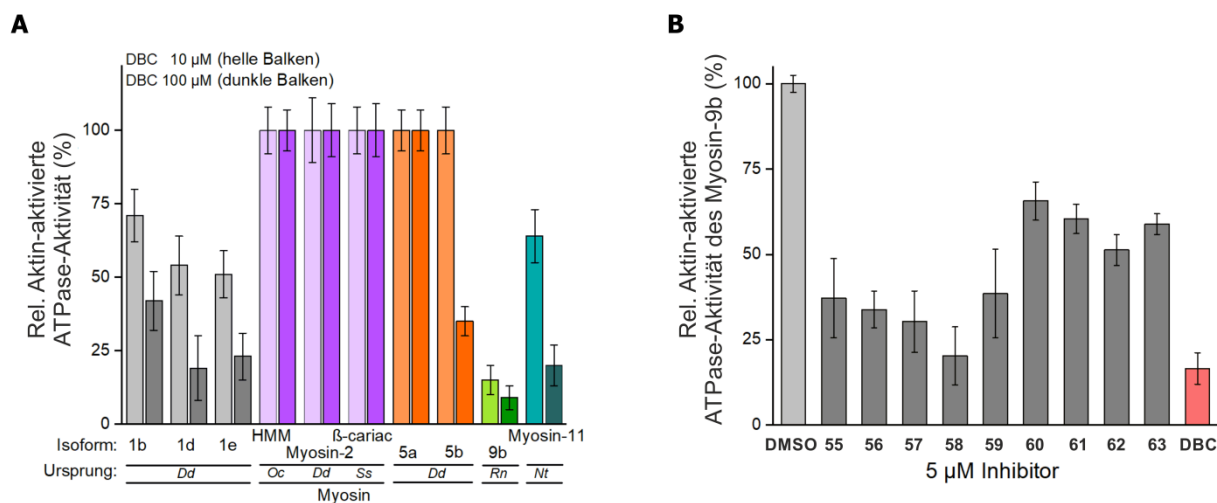 A
DBC 10 µM (helle Balken)
DBC 100 µM (dunkle Balken)
Rel. Aktin-aktivierte
ATPase-Aktivität (%)
100
75
50
25
0
Isoform: 1b 1d 1e HMM ß-cariac 5a 5b 9b Myosin-11
Myosin-2
Ursprung: Dd Oc Dd Ss Dd Rn Nt
Myosin
B
Rel. Aktin-aktivierte
ATPase-Aktivität des Myosin-9b (%)
100
75
50
25
0
DMSO 55 56 57 58 59 60 61 62 63 DBC
5 µM Inhibitor